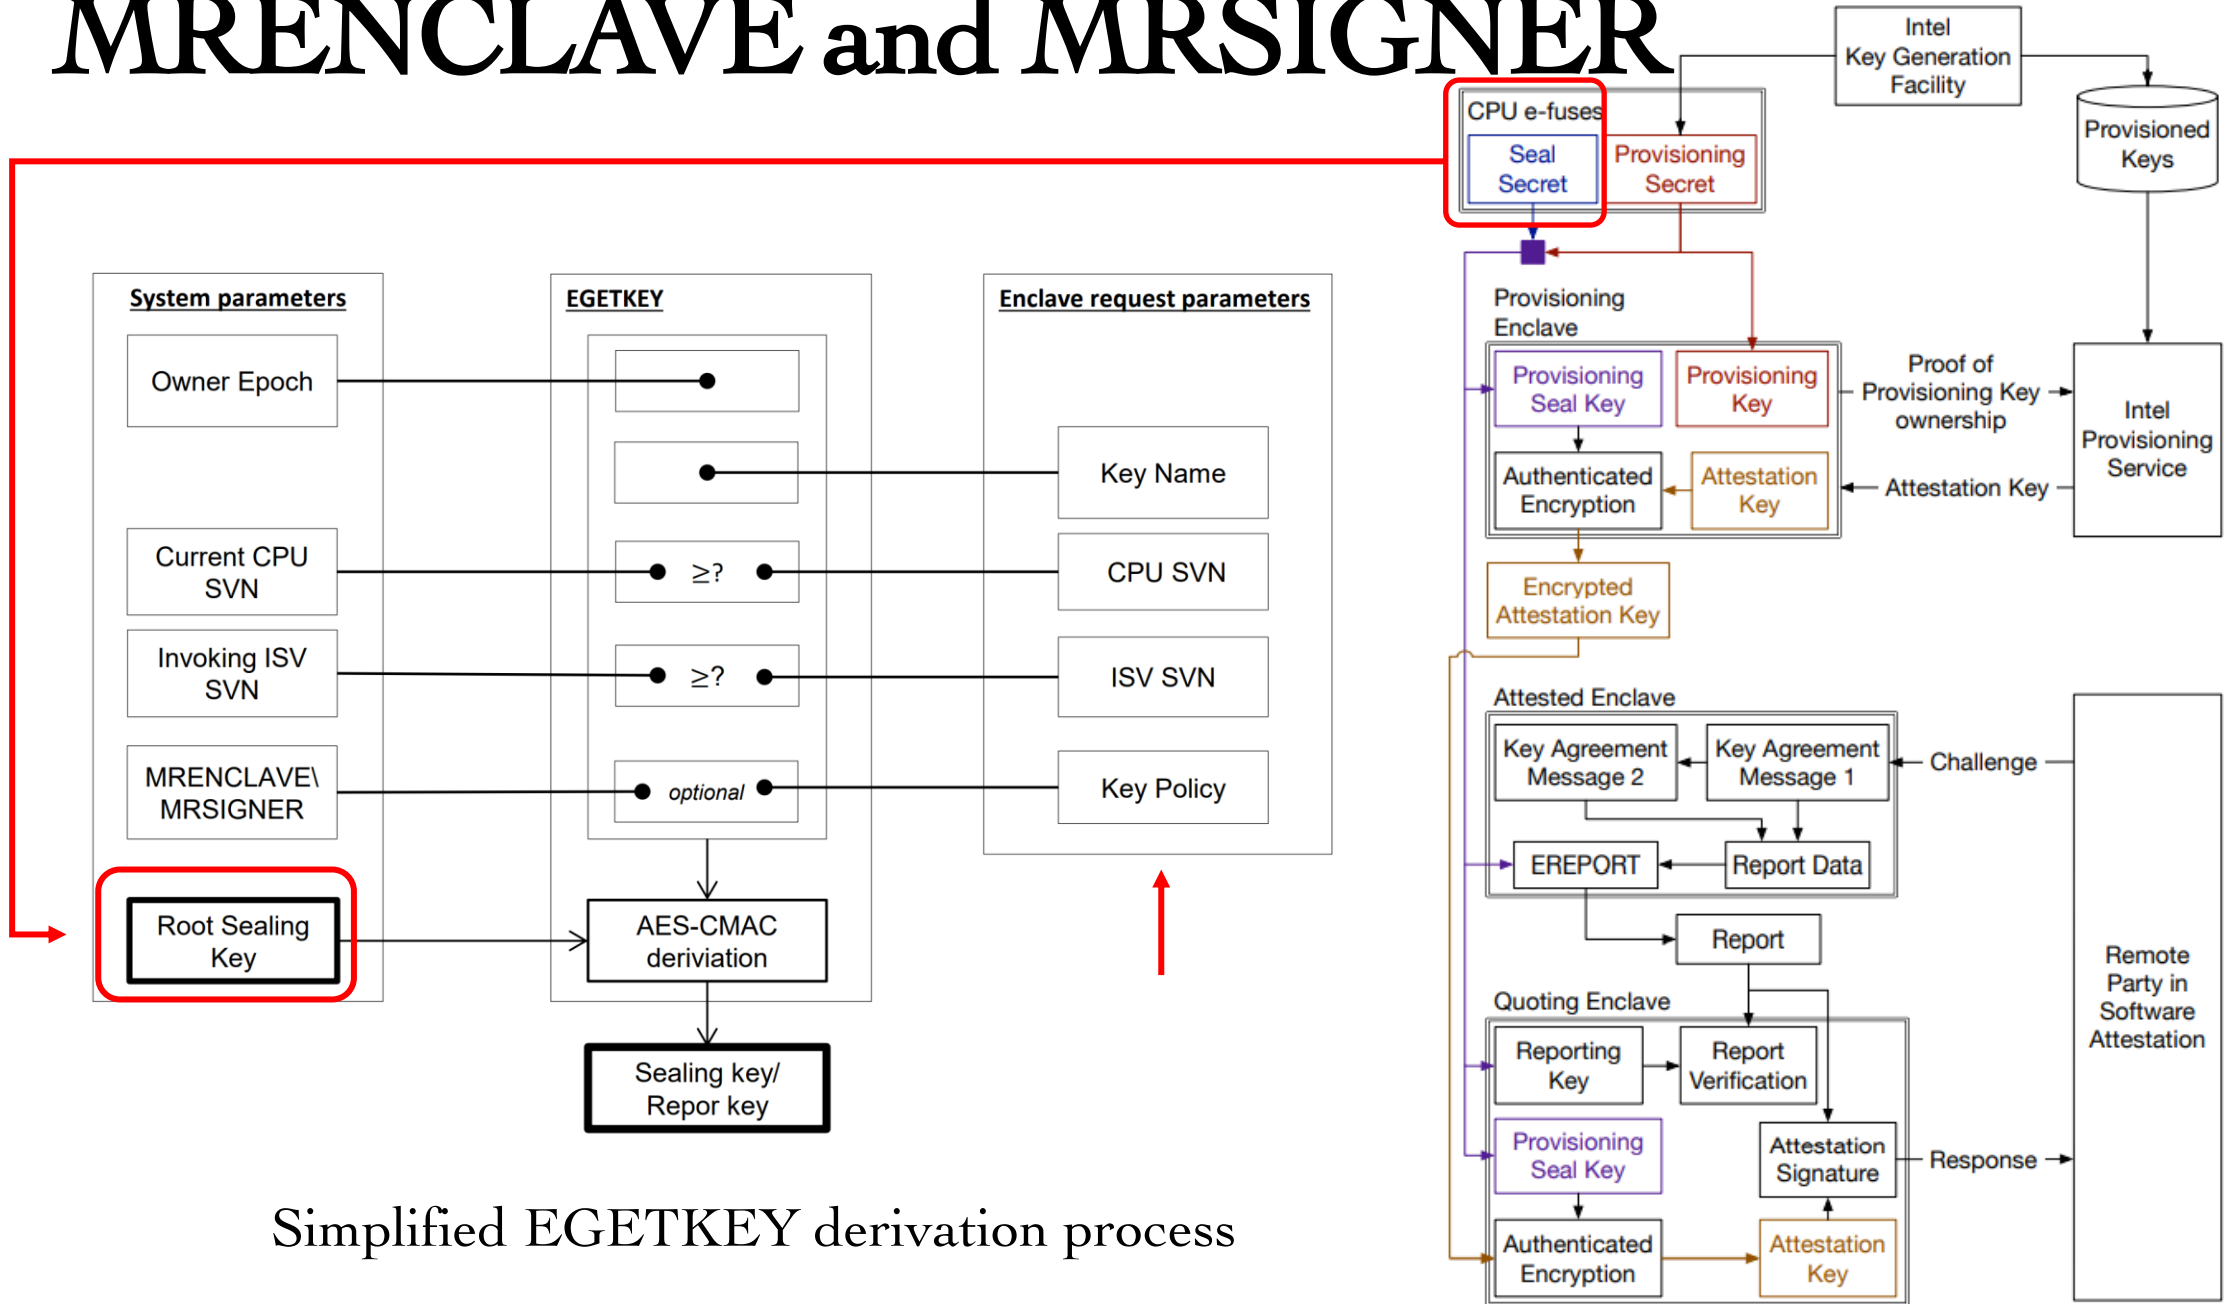 MRENCLAVE and MRSIGNER
System parameters
Owner Epoch
Current CPU
SVN
Invoking ISV
SVN
MRENCLAVE\
MRSIGNER
Root Sealing
Key
EGETKEY
≥?
≥?
optional
AES-CMAC
deriviation
Sealing key/
Repor key
Enclave request parameters
Key Name
CPU SVN
ISV SVN
Key Policy
Simplified EGETKEY derivation process
Intel
Key Generation
Facility
CPU e-fuses
Seal
Secret
Provisioning
Secret
Provisioned
Keys
Provisioning
Enclave
Provisioning
Seal Key
Provisioning
Key
Proof of
Provisioning Key
ownership
Intel
Provisioning
Service
Authenticated
Encryption
Attestation
Key
Attestation Key
Encrypted
Attestation Key
Attested Enclave
Key Agreement
Message 2
Key Agreement
Message 1
Challenge
EREPORT
Report Data
Report
Remote
Party in
Software
Attestation
Quoting Enclave
Reporting
Key
Report
Verification
Provisioning
Seal Key
Attestation
Signature
Response
Authenticated
Encryption
Attestation
Key